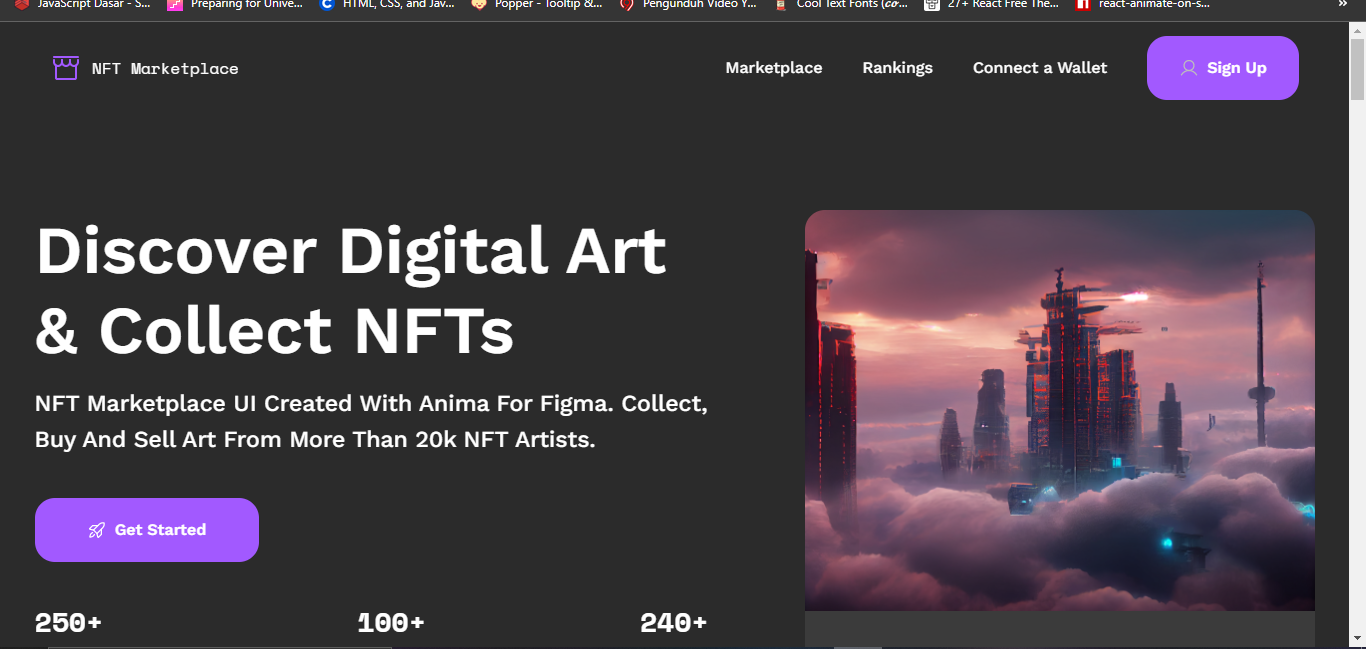 JavaScript Dasar - S...
Preparing for Unive...
HTML, CSS, and Jav...
Popper - Tooltip &...
Pengunduh Video Y...
Cool Text Fonts (𝓬𝓸...
27+ React Free The...
react-animate-on-s...
»
NFT Marketplace
Marketplace
Rankings
Connect a Wallet
Sign Up
Discover Digital Art
& Collect NFTs
NFT Marketplace UI Created With Anima For Figma. Collect,
Buy And Sell Art From More Than 20k NFT Artists.
Get Started
250+
100+
240+